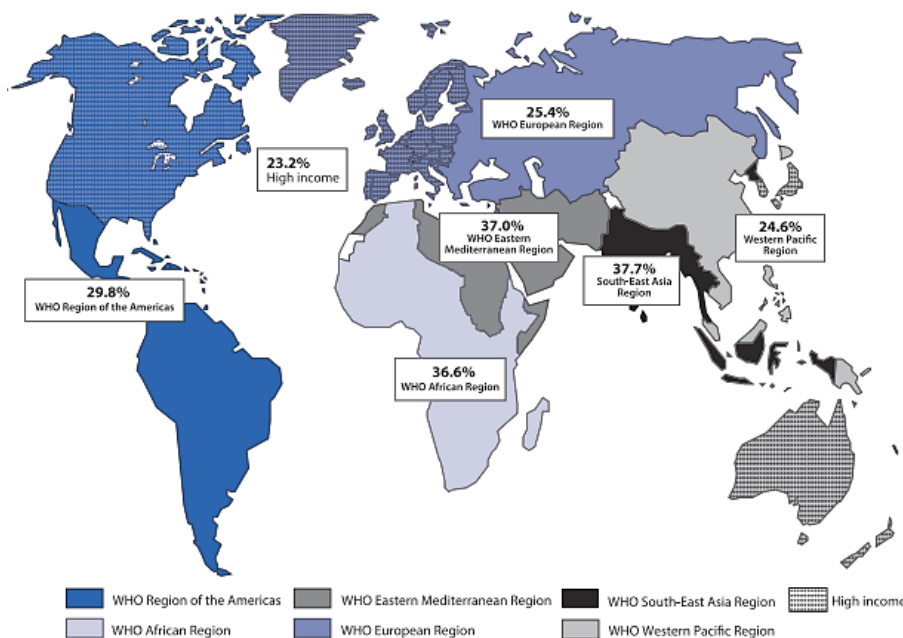 25.4%
WHO European Region
23.2%
High income
37.0%
WHO Eastern
Mediterranean Region
24.6%
Western Pacific
Region
37.7%
South-East Asia
Region
29.8%
WHO Region of the Americas
36.6%
WHO African Region
WHO Region of the Americas
WHO Eastern Mediterranean Region
WHO South-East Asia Region
High income
WHO African Region
WHO European Region
WHO Western Pacific Region